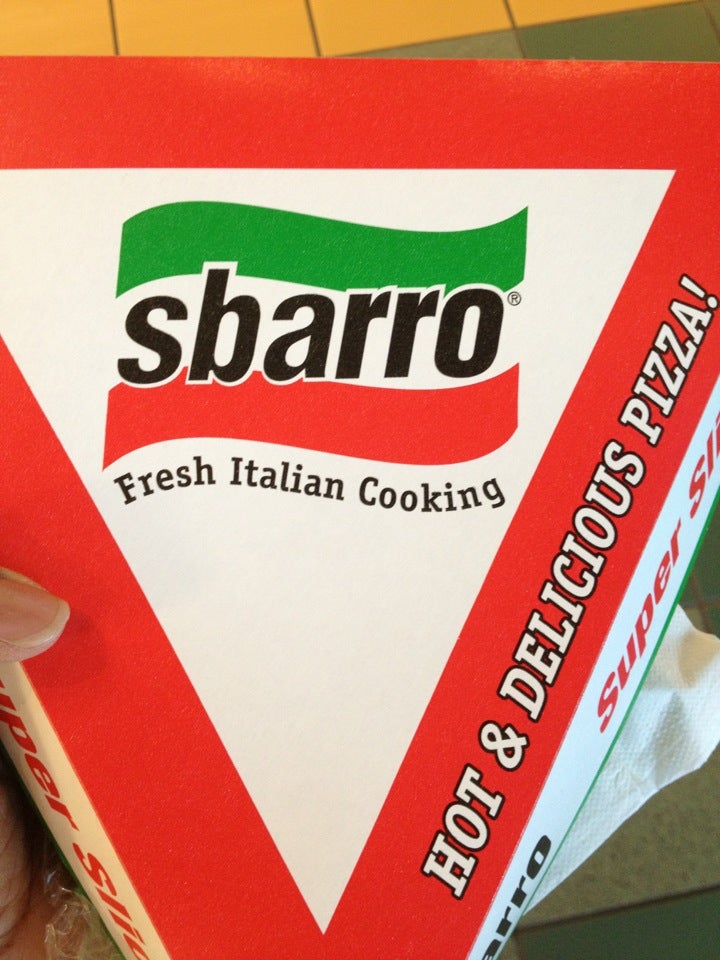 sbarro®
Fresh Italian Cooking
HOT & DELICIOUS PIZZA!
Super